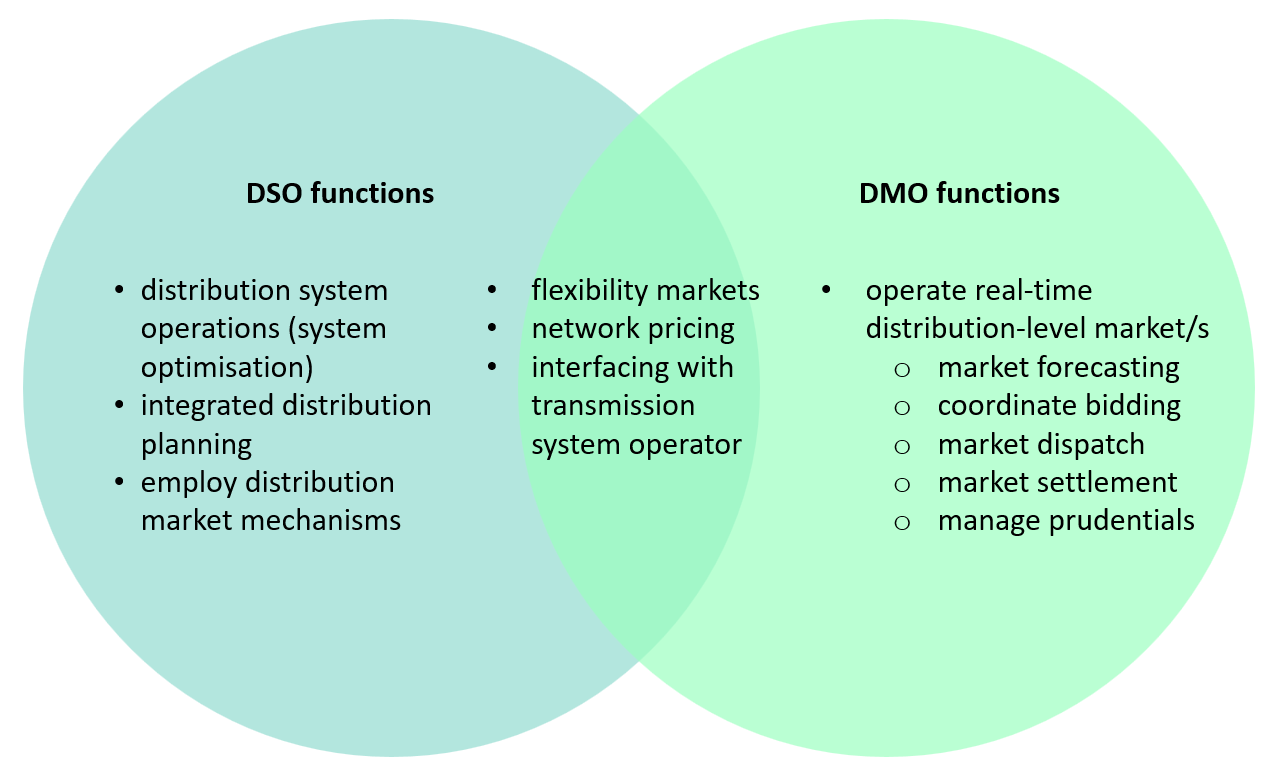 DSO functions
• distribution system
operations (system
optimisation)
• integrated distribution
planning
• employ distribution
market mechanisms
• flexibility markets
• network pricing
• interfacing with
transmission
system operator
DMO functions
• operate real-time
distribution-level market/s
o market forecasting
o coordinate bidding
o market dispatch
o market settlement
o manage prudentials